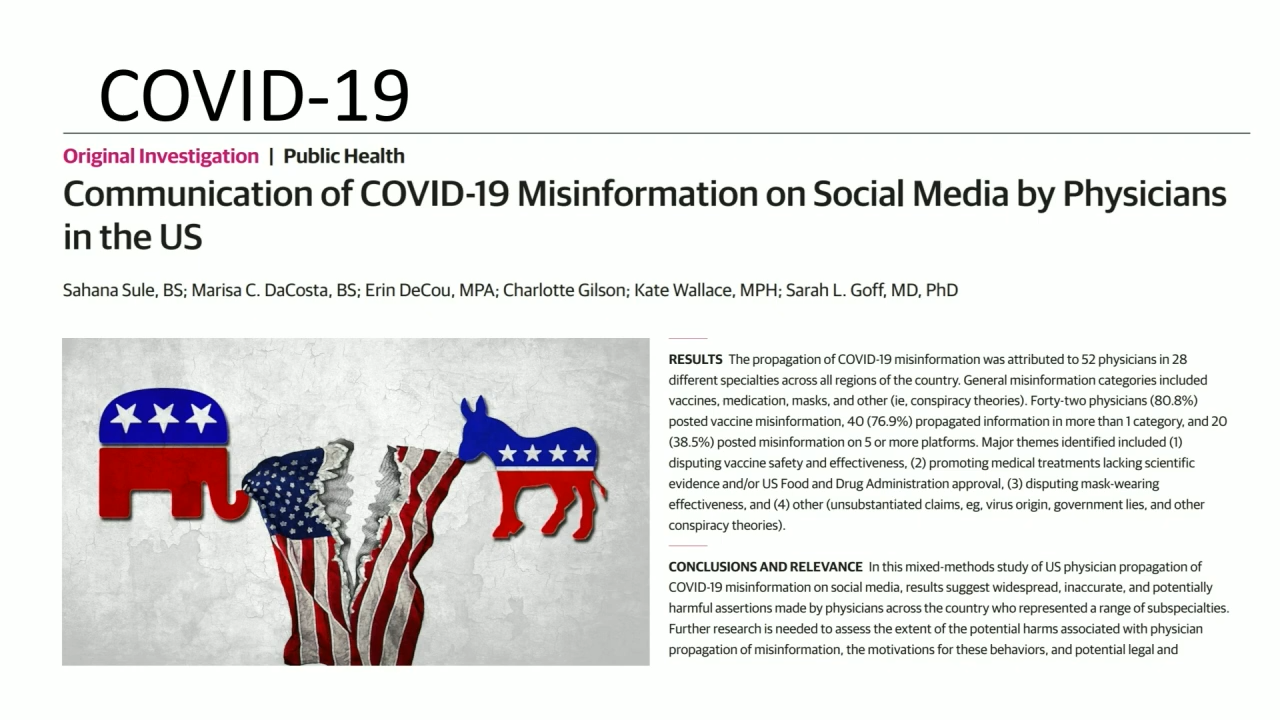 COVID-19
Original Investigation | Public Health
Communication of COVID-19 Misinformation on Social Media by Physicians
in the US
Sahana Sule, BS; Marisa C. DaCosta, BS; Erin DeCou, MPA; Charlotte Gilson; Kate Wallace, MPH; Sarah L. Goff, MD, PhD
RESULTS The propagation of COVID-19 misinformation was attributed to 52 physicians in 28
different specialties across all regions of the country. General misinformation categories included
vaccines, medication, masks, and other (ie, conspiracy theories). Forty-two physicians (80.8%)
posted vaccine misinformation, 40 (76.9%) propagated information in more than 1 category, and 20
(38.5%) posted misinformation on 5 or more platforms. Major themes identified included (1)
disputing vaccine safety and effectiveness, (2) promoting medical treatments lacking scientific
evidence and/or US Food and Drug Administration approval, (3) disputing mask-wearing
effectiveness, and (4) other (unsubstantiated claims, eg, virus origin, government lies, and other
conspiracy theories).
CONCLUSIONS AND RELEVANCE In this mixed-methods study of US physician propagation of
COVID-19 misinformation on social media, results suggest widespread, inaccurate, and potentially
harmful assertions made by physicians across the country who represented a range of subspecialties.
Further research is needed to assess the extent of the potential harms associated with physician
propagation of misinformation, the motivations for these behaviors, and potential legal and